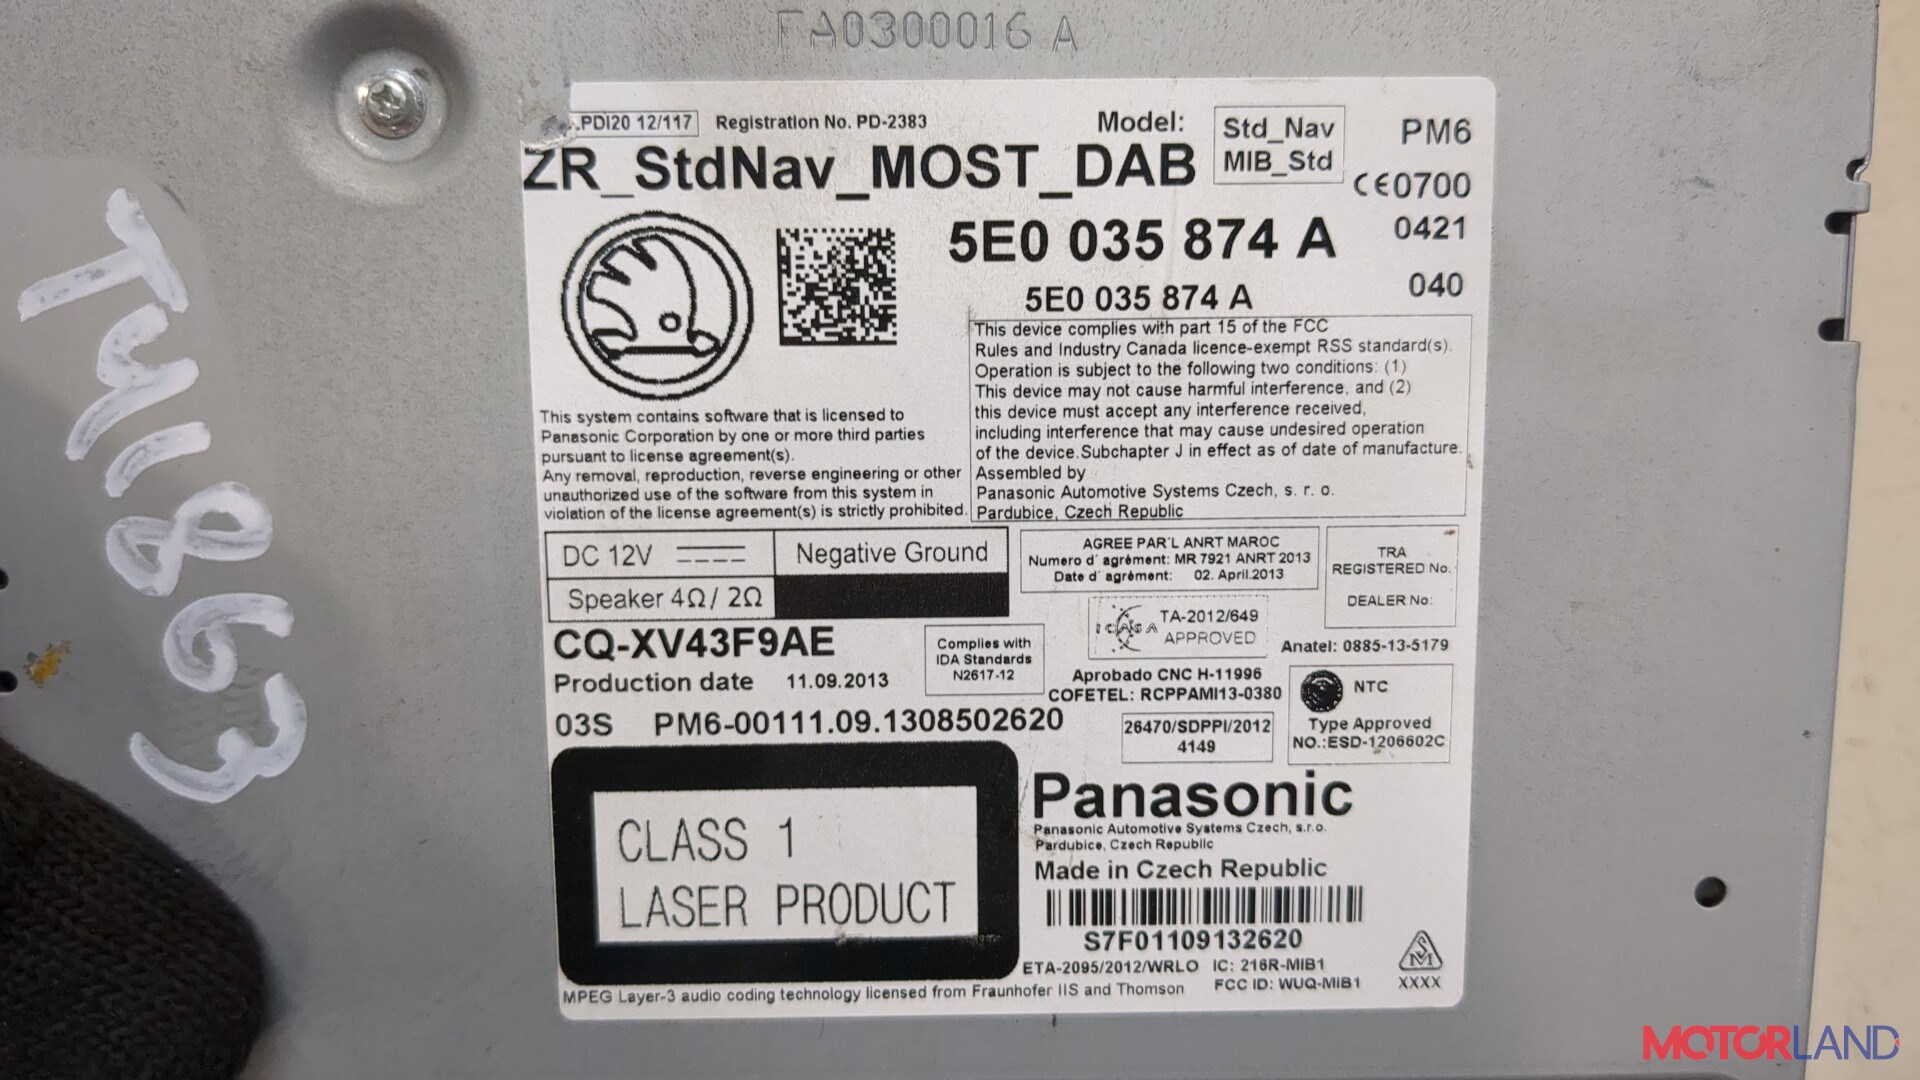 FA0300016 A
.PDI20 12/117
Registration No. PD-2383
Model:
Std_Nav
MIB_Std
PM6
ZR_StdNav_MOST_DAB
CE0700
5E0 035 874 A
0421
5E0 035 874 A
040
This device complies with part 15 of the FCC
Rules and Industry Canada licence-exempt RSS standard(s).
Operation is subject to the following two conditions: (1)
This device may not cause harmful interference, and (2)
this device must accept any interference received,
including interference that may cause undesired operation
of the device.Subchapter J in effect as of date of manufacture.
Assembled by
Panasonic Automotive Systems Czech, s. r. o.
Pardubice, Czech Republic
This system contains software that is licensed to
Panasonic Corporation by one or more third parties
pursuant to license agreement(s).
Any removal, reproduction, reverse engineering or other
unauthorized use of the software from this system in
violation of the license agreement(s) is strictly prohibited.
DC 12V
Negative Ground
Speaker 4Ω/ 2Ω
AGREE PAR'L ANRT MAROC
Numero d' agrément: MR 7921 ANRT 2013
Date d' agrément: 02. April.2013
TRA
REGISTERED No.
DEALER No:
ICASA TA-2012/649
APPROVED
Anatel: 0885-13-5179
CQ-XV43F9AE
Complies with
IDA Standards
N2617-12
Aprobado CNC H-11996
COFETEL: RCPPAMI13-0380
Production date 11.09.2013
03S PM6-00111.09.1308502620
26470/SDPPI/2012
4149
NTC
Type Approved
NO.:ESD-1206602C
CLASS 1
LASER PRODUCT
Panasonic
Panasonic Automotive Systems Czech, s.r.o.
Pardubice, Czech Republic
Made in Czech Republic
S7F01109132620
ETA-2095/2012/WRLO IC: 216R-MIB1
FCC ID: WUQ-MIB1
XXXX
MPEG Layer-3 audio coding technology licensed from Fraunhofer IIS and Thomson
MOTORLAND